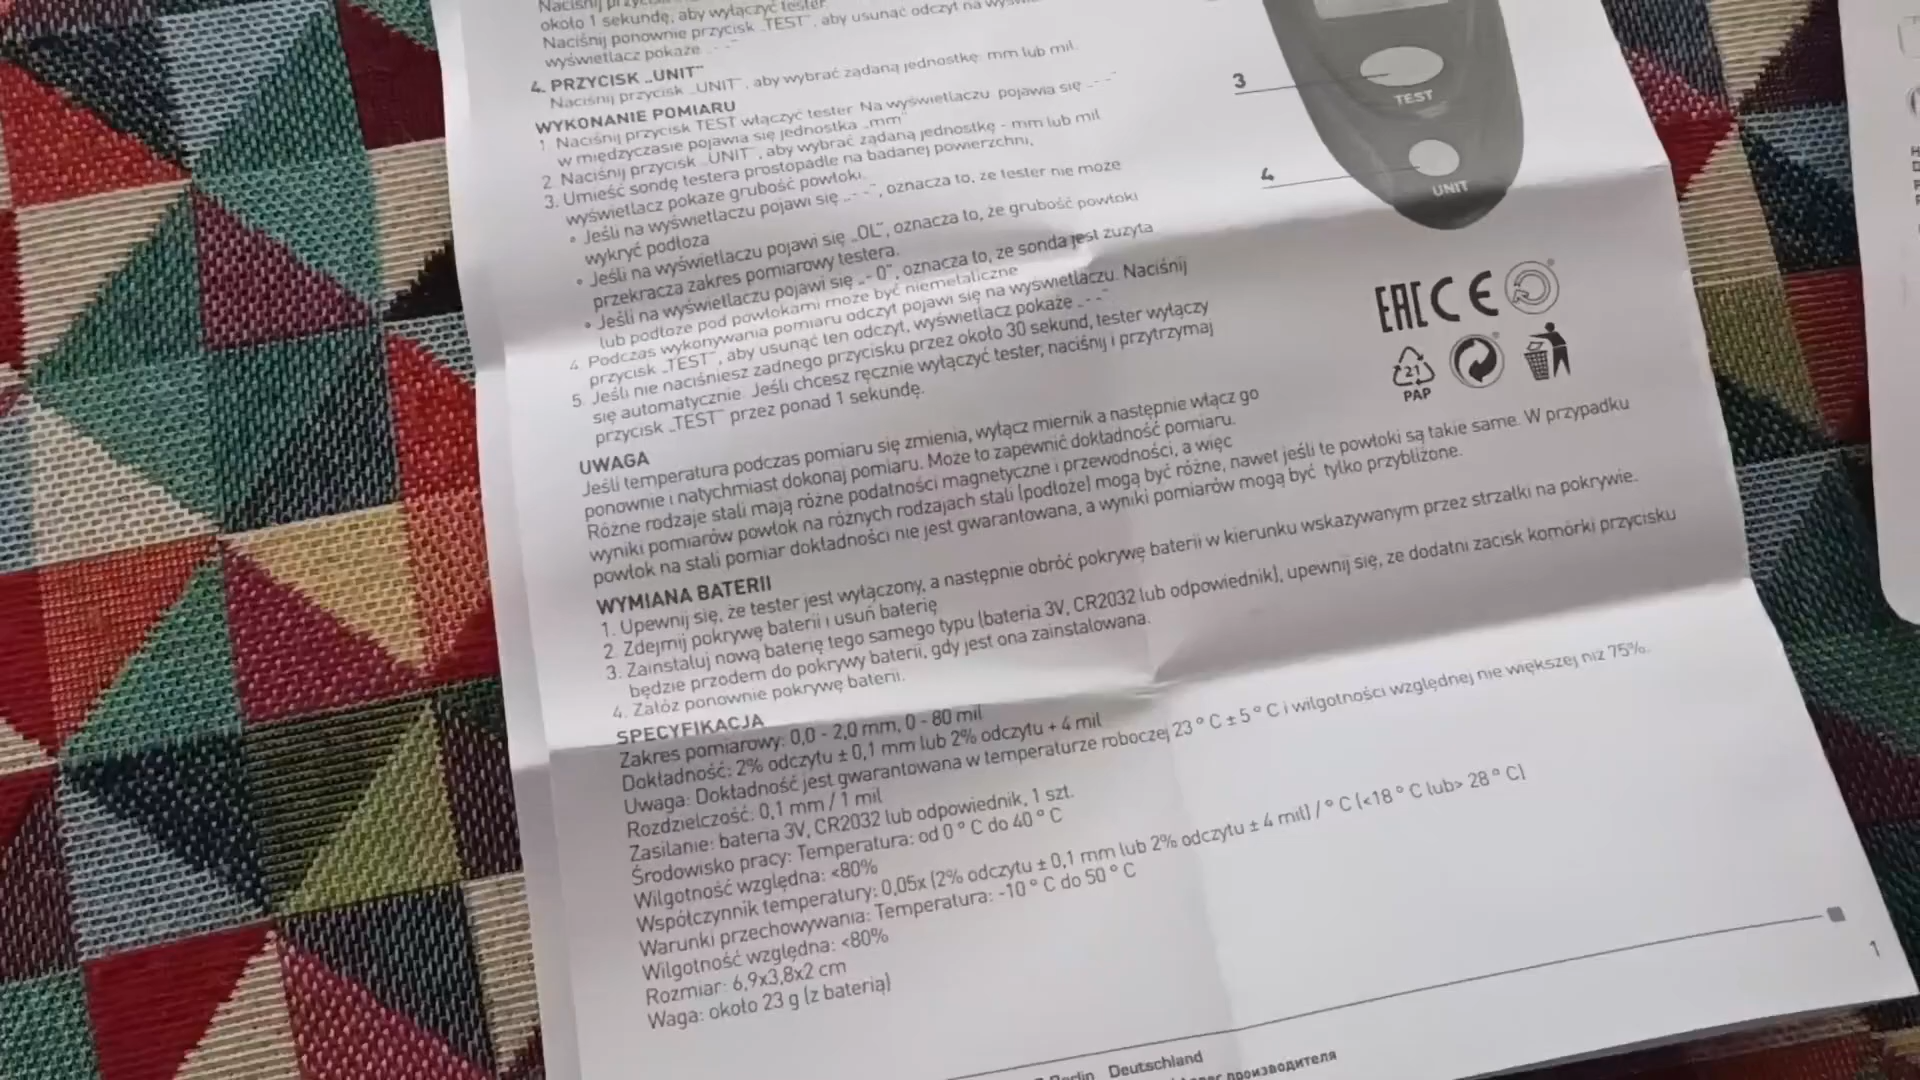 około 1 sekundę, aby wyłączyć tester
Naciśnij ponownie przycisk „TEST", aby usunąć odczyt na
wyświetlacz pokaże - - -"
4. PRZYCISK „UNIT"
Naciśnij przycisk „UNIT", aby wybrać żądaną jednostkę: mm lub mil.
WYKONANIE POMIARU
1 Naciśnij przycisk TEST włączyć tester Na wyświetlaczu pojawia się „- - -"
w międzyczasie pojawia się jednostka „mm"
2 Naciśnij przycisk „UNIT", aby wybrać żądaną jednostkę - mm lub mil
3. Umieść sondę testera prostopadle na badanej powierzchni,
wyświetlacz pokaże grubość powłoki.
• Jeśli na wyświetlaczu pojawi się „- - -", oznacza to, że tester nie może
wykryć podłoża
• Jeśli na wyświetlaczu pojawi się „OL", oznacza to, że grubość powłoki
przekracza zakres pomiarowy testera.
• Jeśli na wyświetlaczu pojawi się „- 0", oznacza to, że sonda jest zużyta
lub podłoże pod powłokami może być niemetaliczne
4 Podczas wykonywania pomiaru odczyt pojawi się na wyświetlaczu. Naciśnij
przycisk „TEST", aby usunąć ten odczyt, wyświetlacz pokaże „- - -"
5. Jeśli nie naciśniesz żadnego przycisku przez około 30 sekund, tester wyłączy
się automatycznie. Jeśli chcesz ręcznie wyłączyć tester, naciśnij i przytrzymaj
przycisk „TEST" przez ponad 1 sekundę.
UWAGA
Jeśli temperatura podczas pomiaru się zmienia, wyłącz miernik a następnie włącz go
ponownie i natychmiast dokonaj pomiaru. Może to zapewnić dokładność pomiaru.
Różne rodzaje stali mają różne podatności magnetyczne i przewodności, a więc
wyniki pomiarów powłok na różnych rodzajach stali (podłoże) mogą być różne, nawet jeśli te powłoki są takie same. W przypadku
powłok na stali pomiar dokładności nie jest gwarantowana, a wyniki pomiarów mogą być tylko przybliżone.
WYMIANA BATERII
1. Upewnij się, że tester jest wyłączony, a następnie obróć pokrywę baterii w kierunku wskazywanym przez strzałki na pokrywie.
2. Zdejmij pokrywę baterii i usuń baterię
3. Zainstaluj nową baterię tego samego typu (bateria 3V, CR2032 lub odpowiednik), upewnij się, że dodatni zacisk komórki przycisku
będzie przodem do pokrywy baterii, gdy jest ona zainstalowana.
4. Załóż ponownie pokrywę baterii.
SPECYFIKACJA
Zakres pomiarowy: 0,0 - 2,0 mm, 0 - 80 mil
Dokładność: 2% odczytu ± 0,1 mm lub 2% odczytu + 4 mil
Uwaga: Dokładność jest gwarantowana w temperaturze roboczej 23 ° C ± 5 ° C i wilgotności względnej nie większej niż 75%.
Rozdzielczość: 0,1 mm / 1 mil
Zasilanie: bateria 3V, CR2032 lub odpowiednik, 1 szt.
Środowisko pracy: Temperatura: od 0 ° C do 40 ° C
Wilgotność względna: <80%
Współczynnik temperatury: 0,05x (2% odczytu ± 0,1 mm lub 2% odczytu ± 4 mil) / ° C (<18 ° C lub> 28 ° C)
Warunki przechowywania: Temperatura: -10 ° C do 50 ° C
Wilgotność względna: <80%
Rozmiar: 6,9x3,8x2 cm
Waga: około 23 g (z baterią)
3
TEST
4
UNIT
EAC CE
21
PAP
1
Berlin Deutschland
производителя